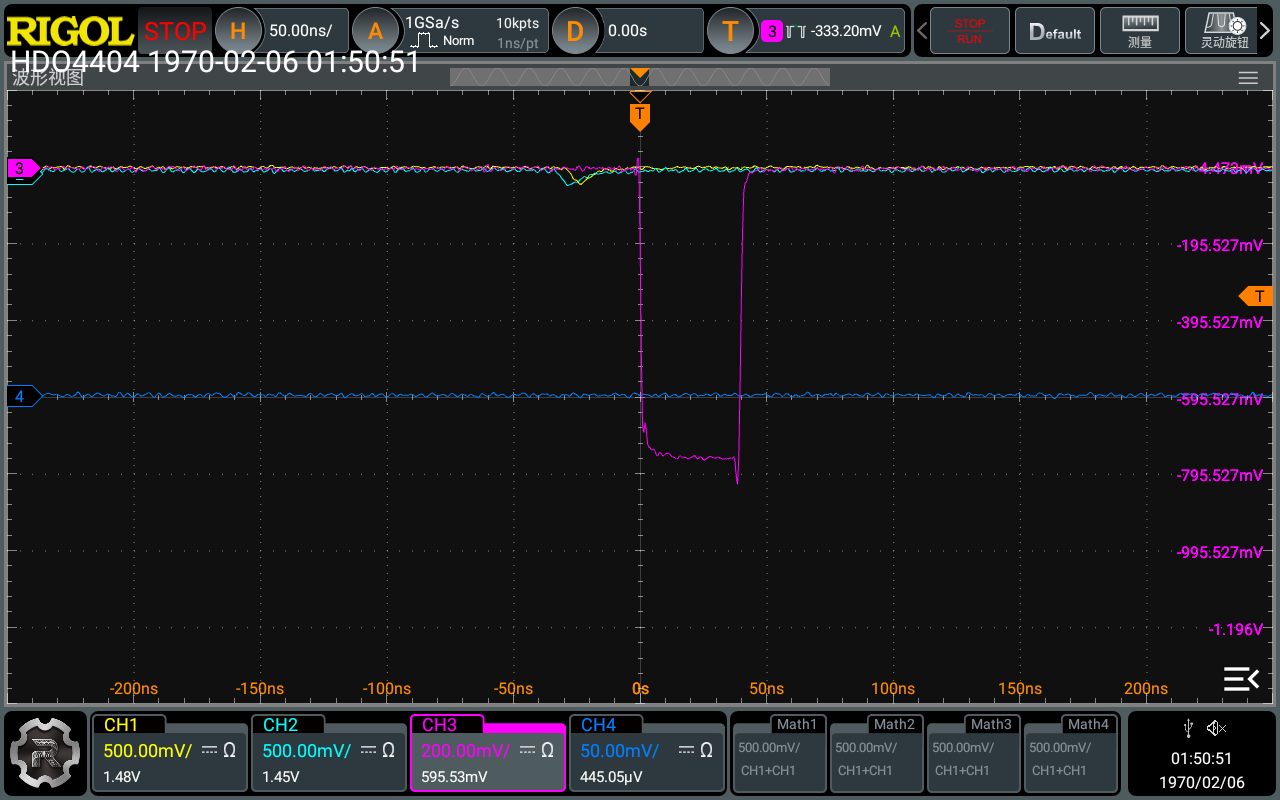 RIGOL STOP H 50.00ns/ A 1GSa/s 10kpts D 0.00s T 3 -333.20mV A STOP Default 测量 灵动旋钮
Norm 1ns/pt RUN
HDO4404 1970-02-06 01:50:51
波形视图
T
3 4.473mV
-195.527mV
T
-395.527mV
4 -595.527mV
-795.527mV
-995.527mV
-1.196V
-200ns -150ns -100ns -50ns 0s 50ns 100ns 150ns 200ns
CH1 CH2 CH3 CH4 Math1 Math2 Math3 Math4
500.00mV/ Ω 500.00mV/ Ω 200.00mV/ Ω 50.00mV/ Ω 500.00mV/ 500.00mV/ 500.00mV/ 500.00mV/
1.48V 1.45V 595.53mV 445.05μV CH1+CH1 CH1+CH1 CH1+CH1 CH1+CH1
R
01:50:51
1970/02/06